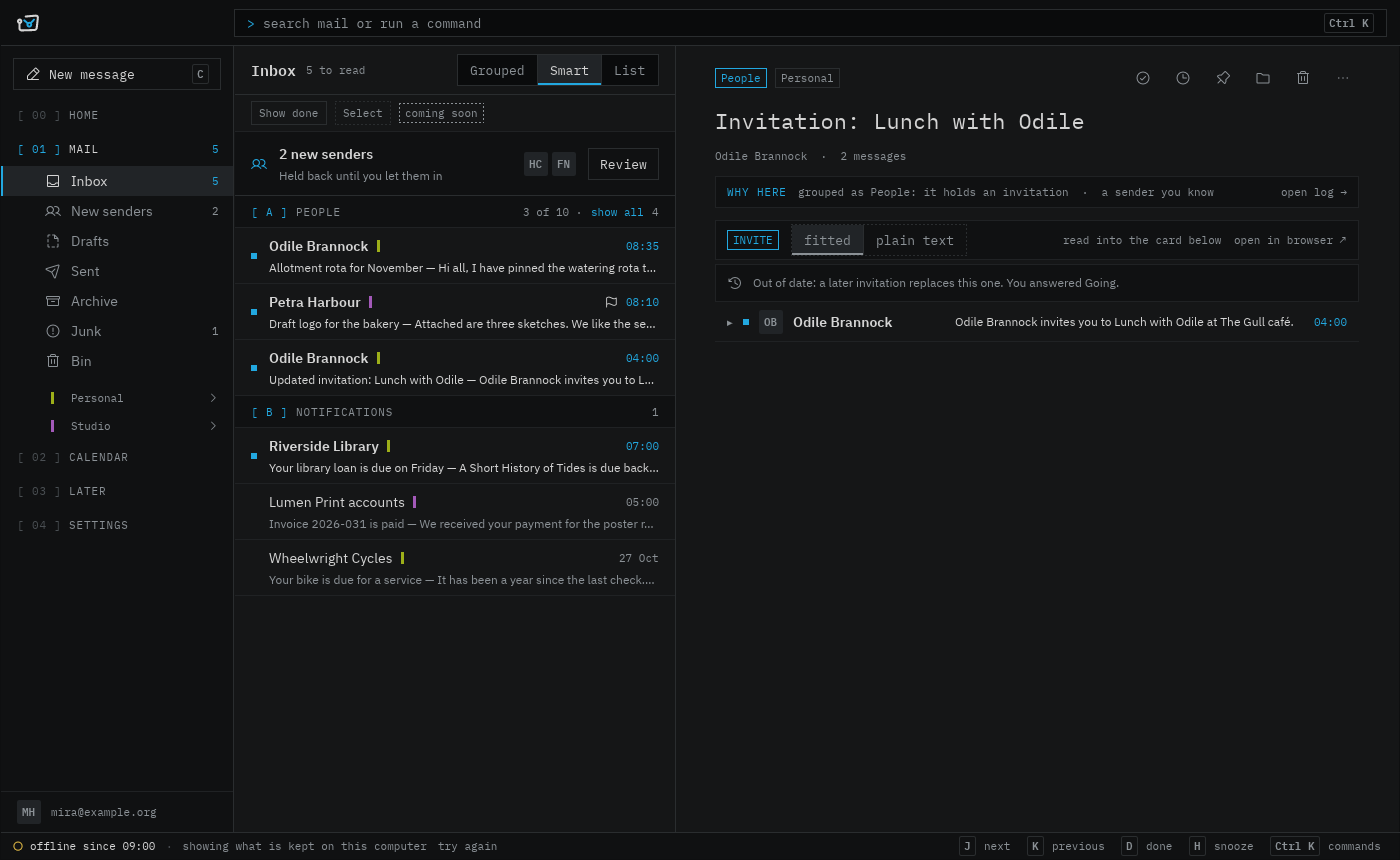 > search mail or run a command Ctrl K
New message C
[ 00 ] HOME
[ 01 ] MAIL 5
Inbox 5
New senders 2
Drafts
Sent
Archive
Junk 1
Bin
Personal
Studio
[ 02 ] CALENDAR
[ 03 ] LATER
[ 04 ] SETTINGS
MH mira@example.org
Inbox 5 to read Grouped Smart List
Show done Select coming soon
2 new senders
Held back until you let them in
HC FN Review
[ A ] PEOPLE 3 of 10 · show all 4
Odile Brannock 08:35
Allotment rota for November — Hi all, I have pinned the watering rota t…
Petra Harbour 08:10
Draft logo for the bakery — Attached are three sketches. We like the se…
Odile Brannock 04:00
Updated invitation: Lunch with Odile — Odile Brannock invites you to L…
[ B ] NOTIFICATIONS 1
Riverside Library 07:00
Your library loan is due on Friday — A Short History of Tides is due back…
Lumen Print accounts 05:00
Invoice 2026-031 is paid — We received your payment for the poster r…
Wheelwright Cycles 27 Oct
Your bike is due for a service — It has been a year since the last check.…
People Personal
Invitation: Lunch with Odile
Odile Brannock · 2 messages
WHY HERE grouped as People: it holds an invitation · a sender you know open log →
INVITE fitted plain text read into the card below open in browser ↗
Out of date: a later invitation replaces this one. You answered Going.
▸ OB Odile Brannock Odile Brannock invites you to Lunch with Odile at The Gull café. 04:00
offline since 09:00 · showing what is kept on this computer try again
J next K previous D done H snooze Ctrl K commands